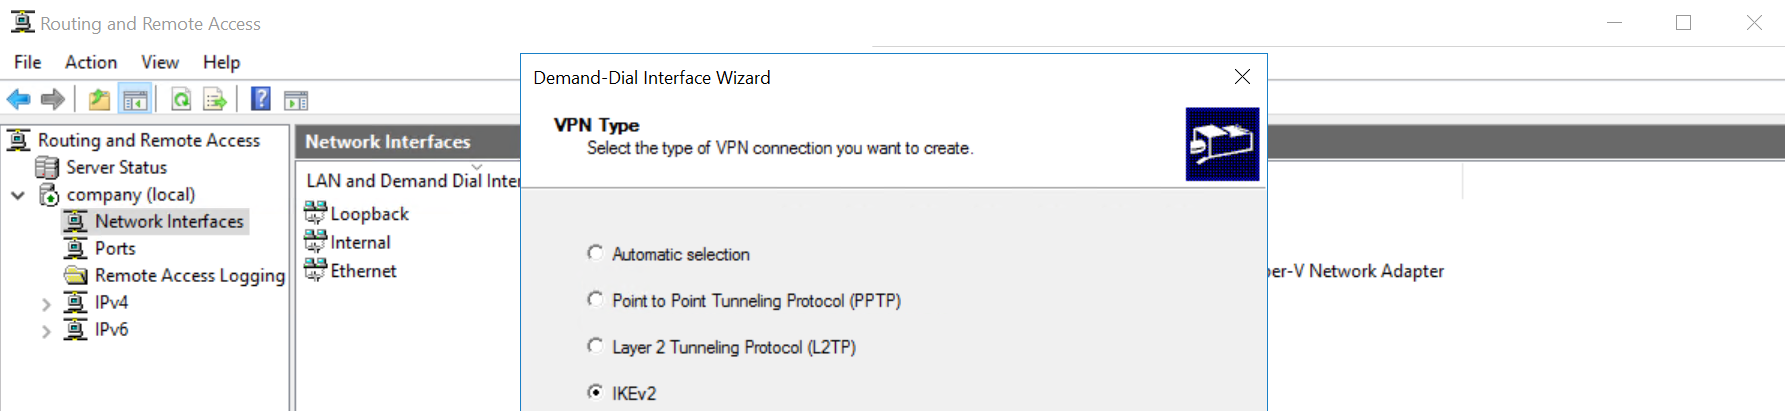 Routing and Remote Access
File Action View Help
Routing and Remote Access
Server Status
company (local)
Network Interfaces
Ports
Remote Access Logging
IPv4
IPv6
Network Interfaces
LAN and Demand Dial
Loopback
Internal
Ethernet
Demand-Dial Interface Wizard
VPN Type
Select the type of VPN connection you want to create.
Automatic selection
Point to Point Tunneling Protocol (PPTP)
Layer 2 Tunneling Protocol (L2TP)
IKEv2
Network Adapter